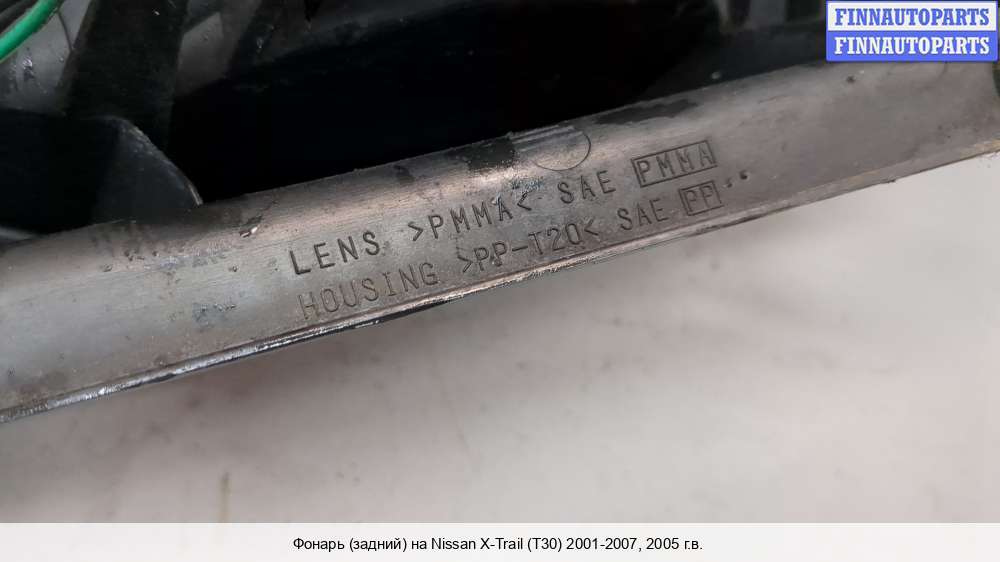 FINNAUTOPARTS
FINNAUTOPARTS
LENS >PMMA< SAE PMMA
HOUSING >PP-T20< SAE PP
Фонарь (задний) на Nissan X-Trail (T30) 2001-2007, 2005 г.в.